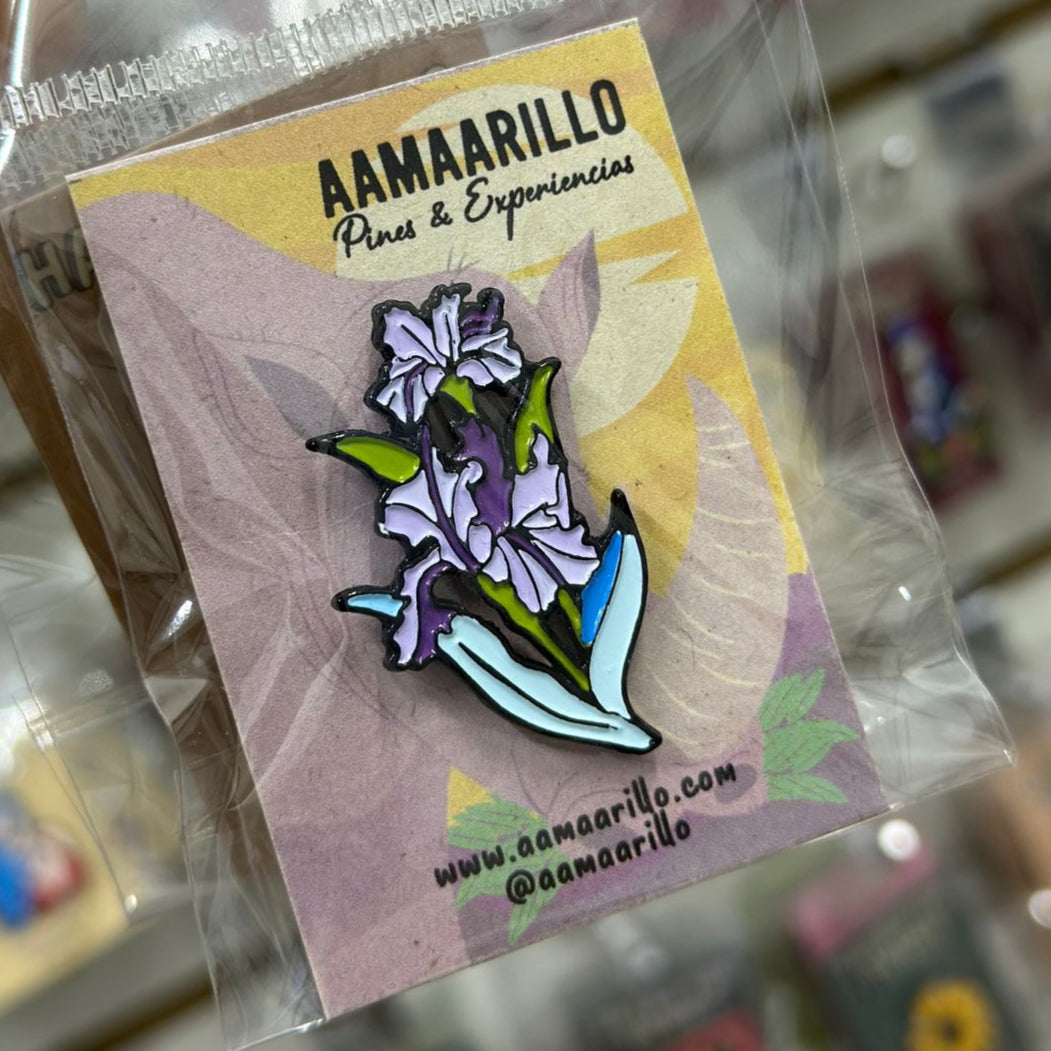 AAMAARILLO
Pines & Experiencias
www.aamaarillo.com
@aamaarillo